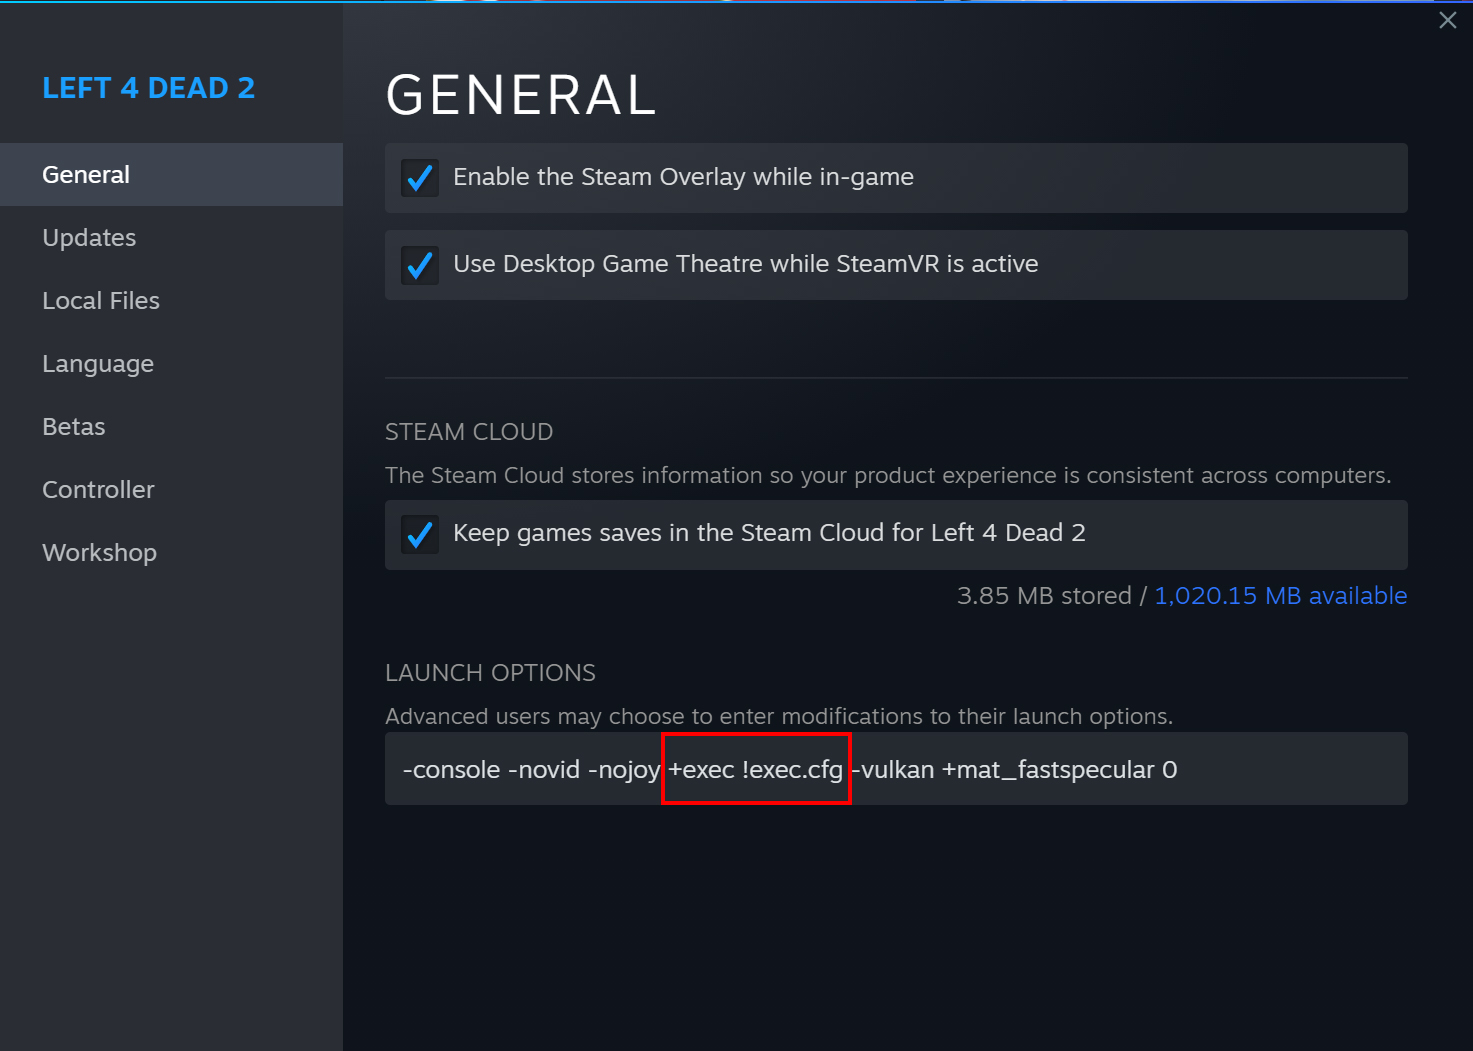 LEFT 4 DEAD 2
General
Updates
Local Files
Language
Betas
Controller
Workshop
GENERAL
Enable the Steam Overlay while in-game
Use Desktop Game Theatre while SteamVR is active
STEAM CLOUD
The Steam Cloud stores information so your product experience is consistent across computers.
Keep games saves in the Steam Cloud for Left 4 Dead 2
3.85 MB stored / 1,020.15 MB available
LAUNCH OPTIONS
Advanced users may choose to enter modifications to their launch options.
-console -novid -nojoy +exec !exec.cfg -vulkan +mat_fastspecular 0